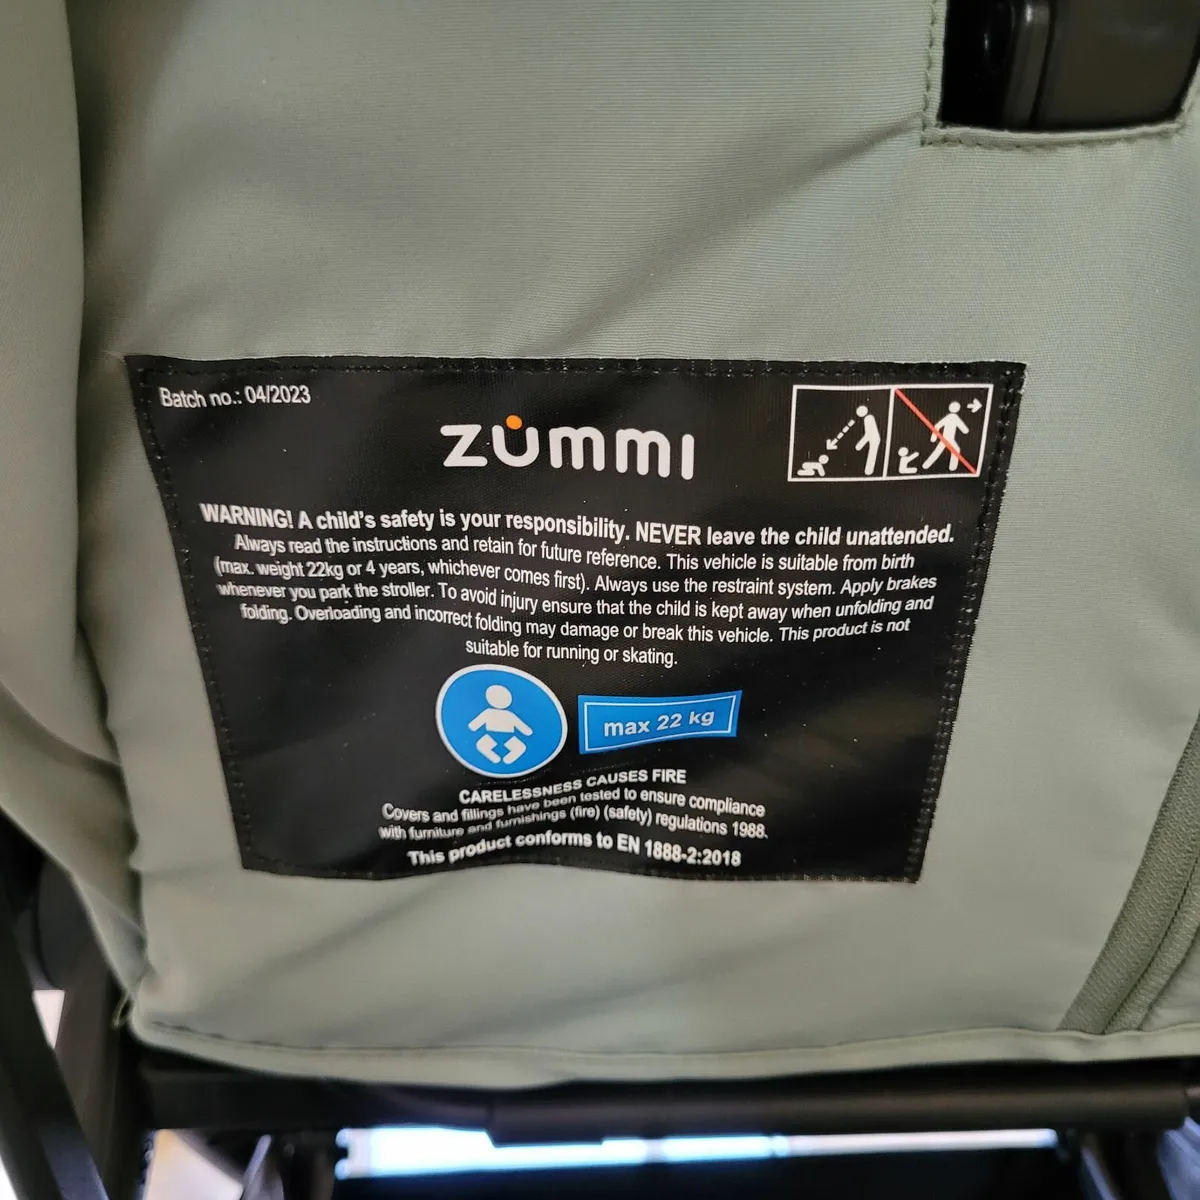 Batch no.: 04/2023
zummi
WARNING! A child's safety is your responsibility. NEVER leave the child unattended.
Always read the instructions and retain for future reference. This vehicle is suitable from birth
(max. weight 22kg or 4 years, whichever comes first). Always use the restraint system. Apply brakes
whenever you park the stroller. To avoid injury ensure that the child is kept away when unfolding and
folding. Overloading and incorrect folding may damage or break this vehicle. This product is not
suitable for running or skating.
max 22 kg
CARELESSNESS CAUSES FIRE
Covers and fillings have been tested to ensure compliance
with furniture and furnishings (fire) (safety) regulations 1988.
This product conforms to EN 1888-2:2018